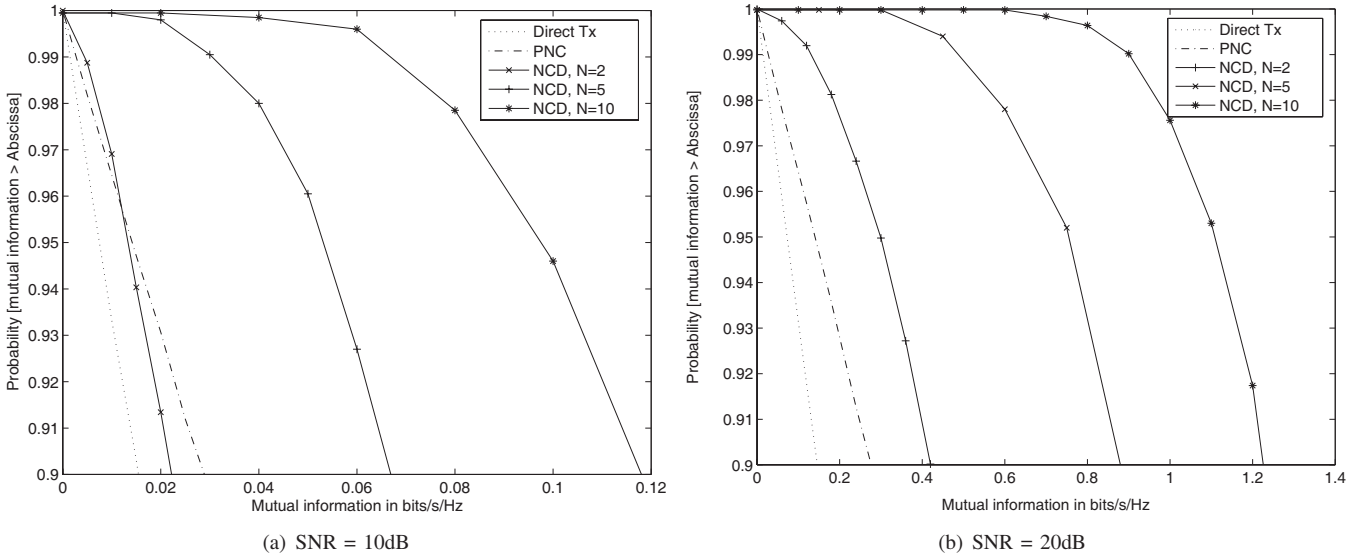 1
0.99
0.98
0.97
0.96
0.95
0.94
0.93
0.92
0.91
0.9
Probability [mutual information > Abscissa]
Direct Tx
PNC
NCD, N=2
NCD, N=5
NCD, N=10
0 0.02 0.04 0.06 0.08 0.1 0.12
Mutual information in bits/s/Hz
(a) SNR = 10dB
1
0.99
0.98
0.97
0.96
0.95
0.94
0.93
0.92
0.91
0.9
Probability [mutual information > Abscissa]
Direct Tx
PNC
NCD, N=2
NCD, N=5
NCD, N=10
0 0.2 0.4 0.6 0.8 1 1.2 1.4
Mutual information in bits/s/Hz
(b) SNR = 20dB